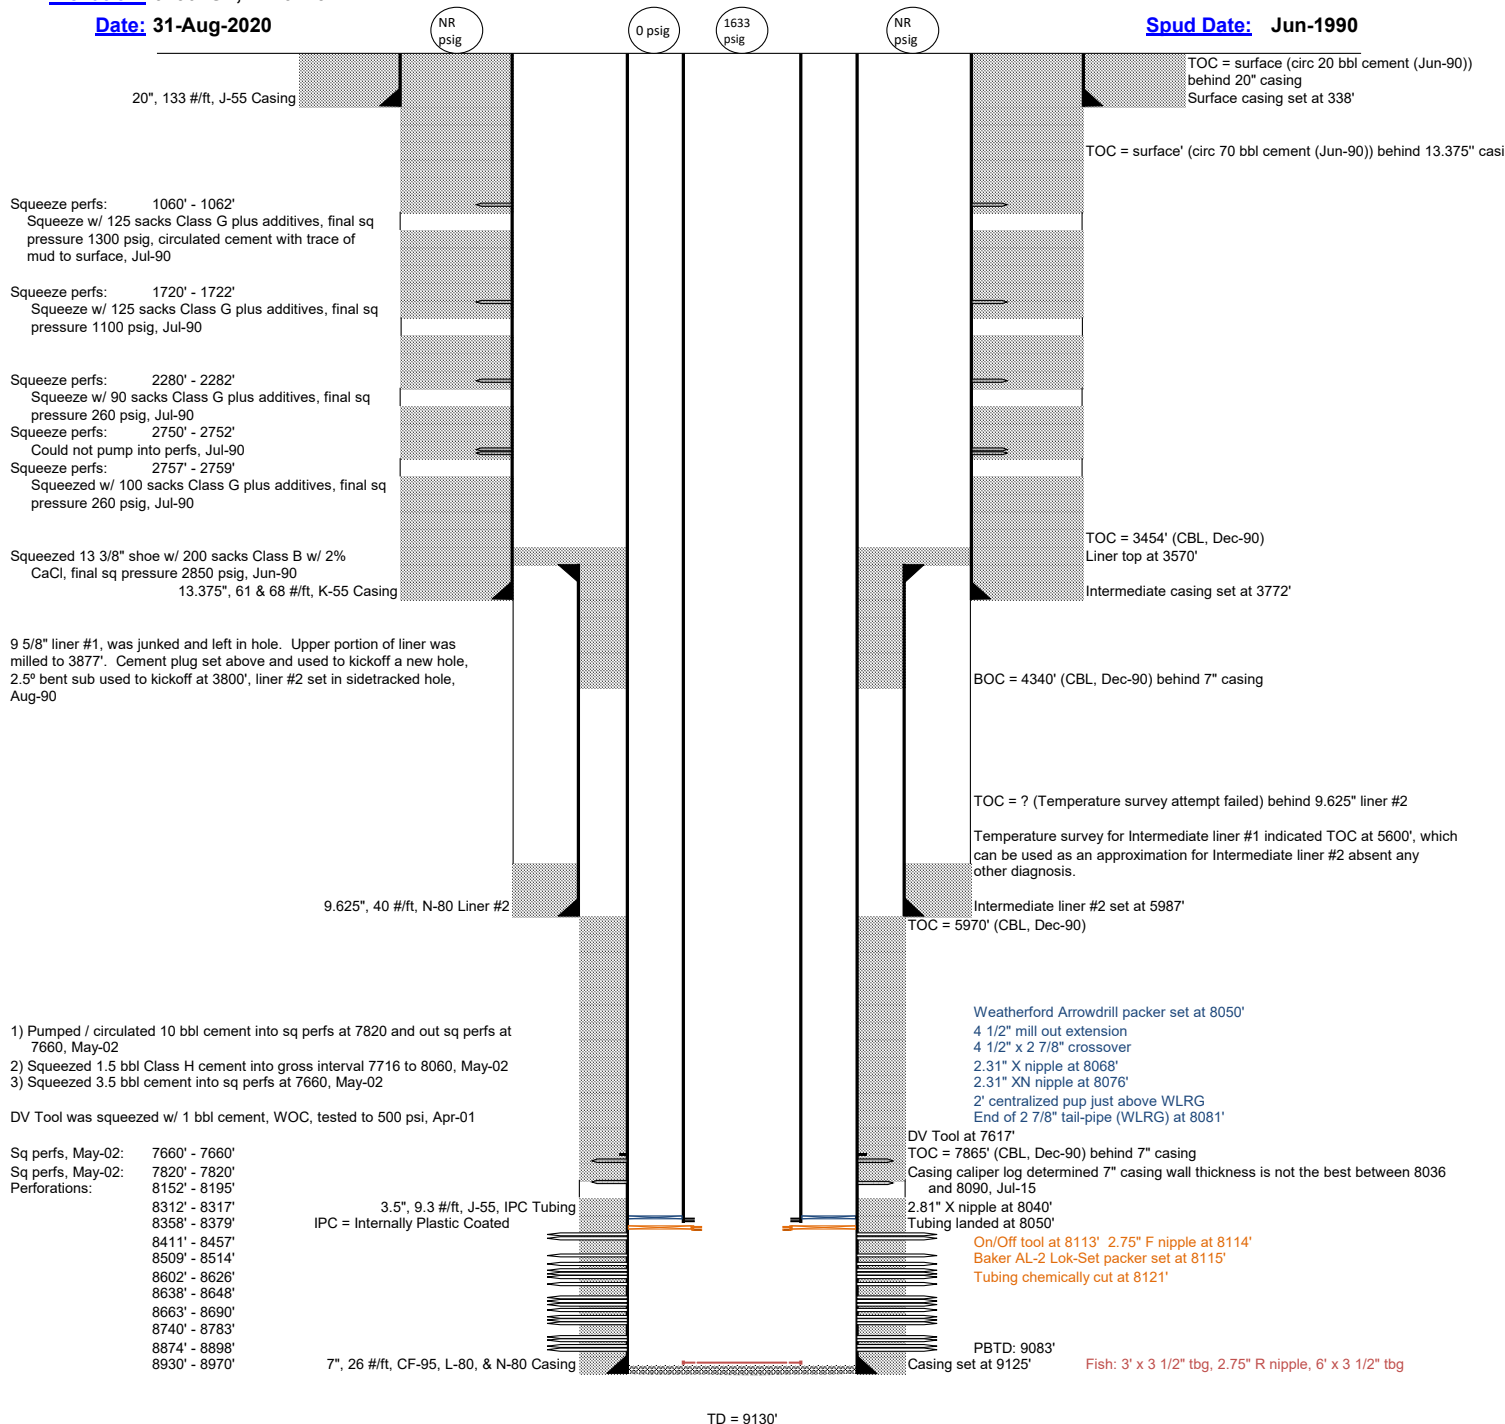 Date: 31-Aug-2020
NR
psig
0 psig
1633
psig
NR
psig
Spud Date: Jun-1990
20", 133 #/ft, J-55 Casing
TOC = surface (circ 20 bbl cement (Jun-90))
behind 20" casing
Surface casing set at 338'
TOC = surface' (circ 70 bbl cement (Jun-90)) behind 13.375" casi
Squeeze perfs: 1060' - 1062'
Squeeze w/ 125 sacks Class G plus additives, final sq
pressure 1300 psig, circulated cement with trace of
mud to surface, Jul-90
Squeeze perfs: 1720' - 1722'
Squeeze w/ 125 sacks Class G plus additives, final sq
pressure 1100 psig, Jul-90
Squeeze perfs: 2280' - 2282'
Squeeze w/ 90 sacks Class G plus additives, final sq
pressure 260 psig, Jul-90
Squeeze perfs: 2750' - 2752'
Could not pump into perfs, Jul-90
Squeeze perfs: 2757' - 2759'
Squeezed w/ 100 sacks Class G plus additives, final sq
pressure 260 psig, Jul-90
Squeezed 13 3/8" shoe w/ 200 sacks Class B w/ 2%
CaCl, final sq pressure 2850 psig, Jun-90
13.375", 61 & 68 #/ft, K-55 Casing
TOC = 3454' (CBL, Dec-90)
Liner top at 3570'
Intermediate casing set at 3772'
9 5/8" liner #1, was junked and left in hole. Upper portion of liner was
milled to 3877'. Cement plug set above and used to kickoff a new hole,
2.5º bent sub used to kickoff at 3800', liner #2 set in sidetracked hole,
Aug-90
BOC = 4340' (CBL, Dec-90) behind 7" casing
TOC = ? (Temperature survey attempt failed) behind 9.625" liner #2
Temperature survey for Intermediate liner #1 indicated TOC at 5600', which
can be used as an approximation for Intermediate liner #2 absent any
other diagnosis.
9.625", 40 #/ft, N-80 Liner #2
Intermediate liner #2 set at 5987'
TOC = 5970' (CBL, Dec-90)
Weatherford Arrowdrill packer set at 8050'
4 1/2" mill out extension
4 1/2" x 2 7/8" crossover
2.31" X nipple at 8068'
2.31" XN nipple at 8076'
2' centralized pup just above WLRG
End of 2 7/8" tail-pipe (WLRG) at 8081'
1) Pumped / circulated 10 bbl cement into sq perfs at 7820 and out sq perfs at
7660, May-02
2) Squeezed 1.5 bbl Class H cement into gross interval 7716 to 8060, May-02
3) Squeezed 3.5 bbl cement into sq perfs at 7660, May-02
DV Tool was squeezed w/ 1 bbl cement, WOC, tested to 500 psi, Apr-01
DV Tool at 7617'
TOC = 7865' (CBL, Dec-90) behind 7" casing
Casing caliper log determined 7" casing wall thickness is not the best between 8036
and 8090, Jul-15
2.81" X nipple at 8040'
Tubing landed at 8050'
Sq perfs, May-02: 7660' - 7660'
Sq perfs, May-02: 7820' - 7820'
Perforations: 8152' - 8195'
8312' - 8317'
8358' - 8379'
8411' - 8457'
8509' - 8514'
8602' - 8626'
8638' - 8648'
8663' - 8690'
8740' - 8783'
8874' - 8898'
8930' - 8970'
3.5", 9.3 #/ft, J-55, IPC Tubing
IPC = Internally Plastic Coated
On/Off tool at 8113' 2.75" F nipple at 8114'
Baker AL-2 Lok-Set packer set at 8115'
Tubing chemically cut at 8121'
7", 26 #/ft, CF-95, L-80, & N-80 Casing
PBTD: 9083'
Casing set at 9125'
Fish: 3' x 3 1/2" tbg, 2.75" R nipple, 6' x 3 1/2" tbg
TD = 9130'